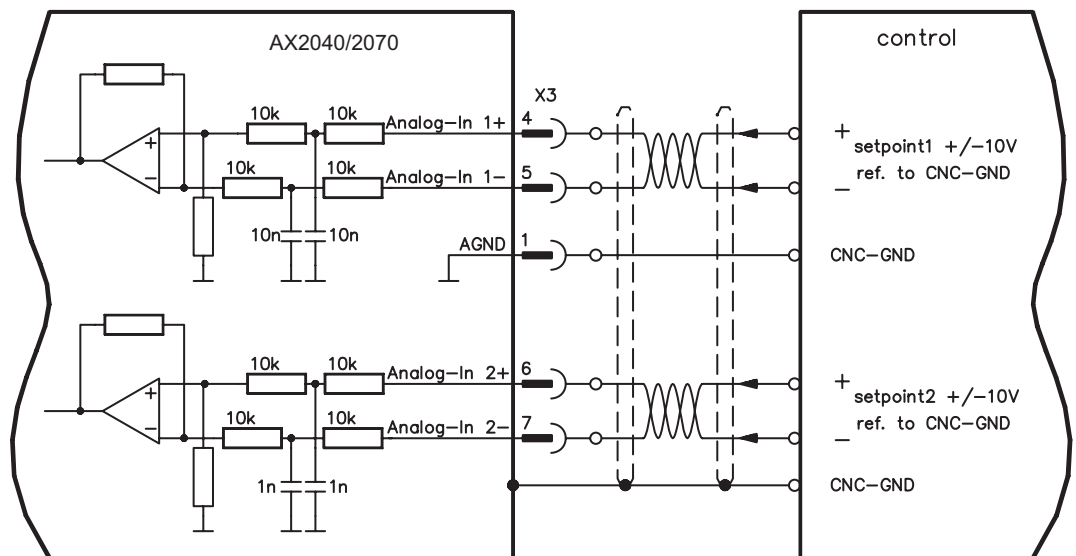 AX2040/2070
control
X3
10k
10k
Analog-In 1+
4
+
−
+
setpoint1 +/-10V
ref. to CNC-GND
−
10k
10k
Analog-In 1-
5
10n
10n
AGND
1
CNC-GND
10k
10k
Analog-In 2+
6
+
−
+
setpoint2 +/-10V
ref. to CNC-GND
−
10k
10k
Analog-In 2-
7
1n
1n
CNC-GND